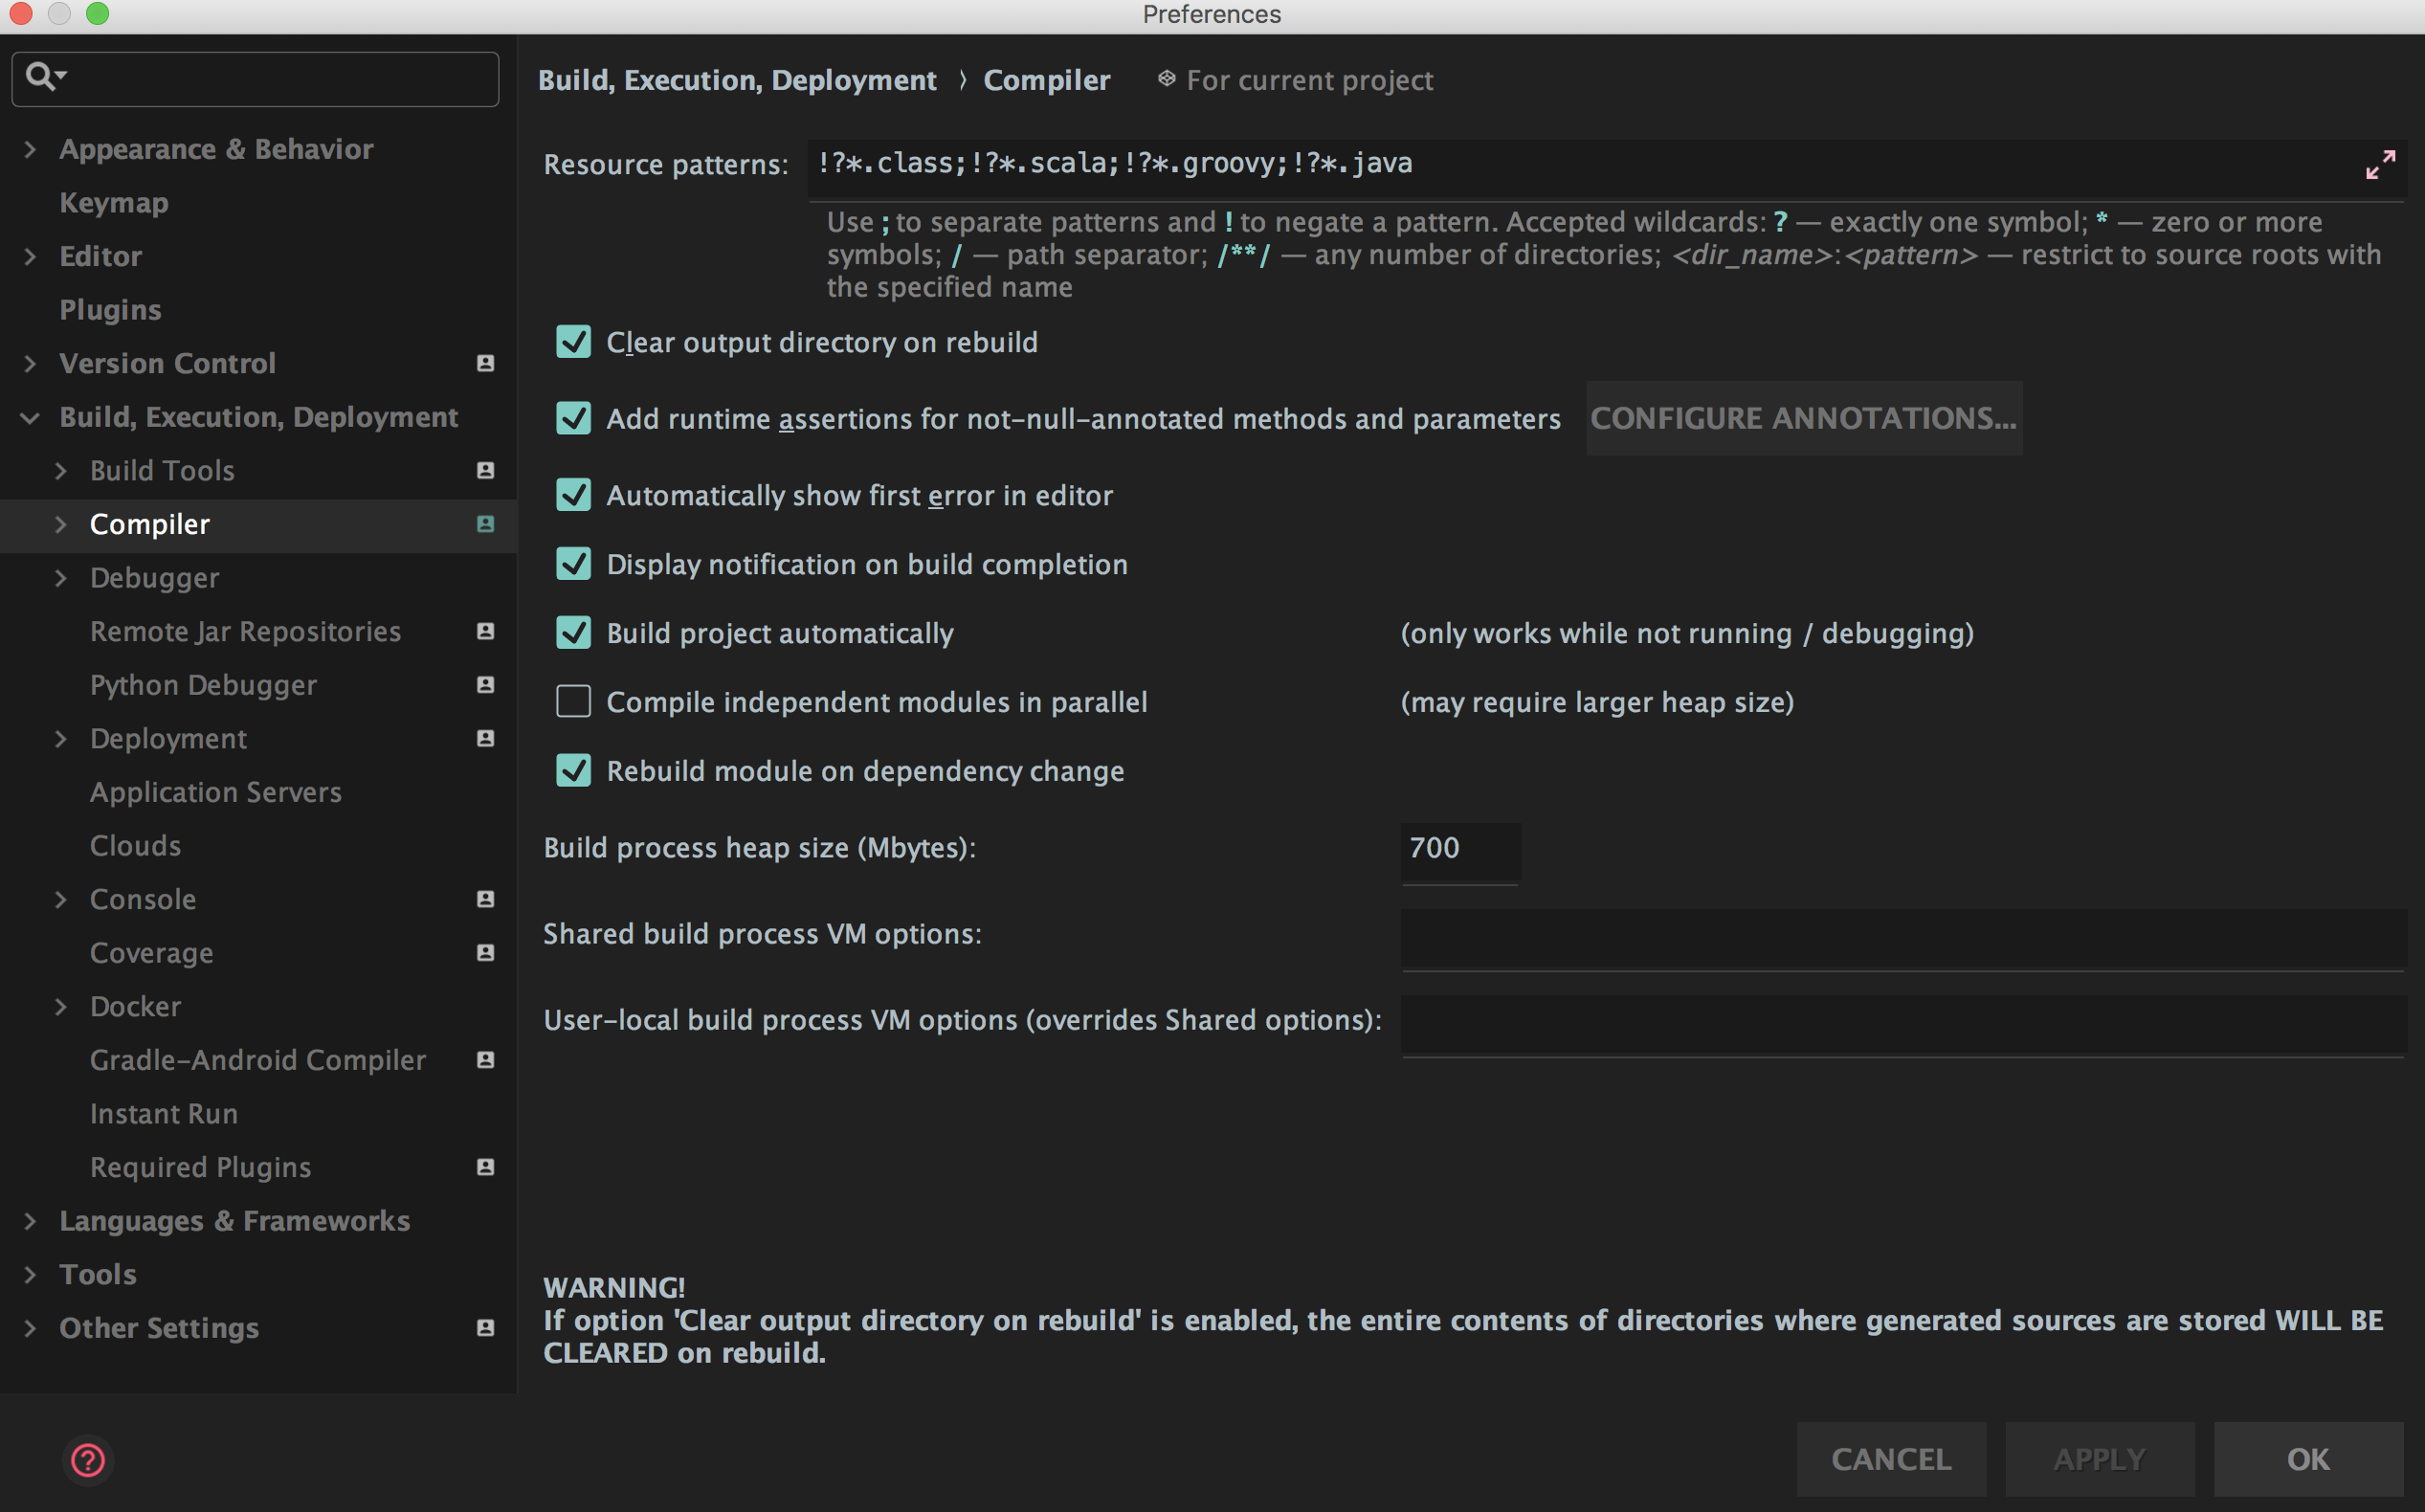 Preferences
Build, Execution, Deployment › Compiler For current project
Appearance & Behavior
Keymap
Editor
Plugins
Version Control
Build, Execution, Deployment
Build Tools
Compiler
Debugger
Remote Jar Repositories
Python Debugger
Deployment
Application Servers
Clouds
Console
Coverage
Docker
Gradle-Android Compiler
Instant Run
Required Plugins
Languages & Frameworks
Tools
Other Settings
Resource patterns: !?*.class;!?*.scala;!?*.groovy;!?*.java
Use ; to separate patterns and ! to negate a pattern. Accepted wildcards: ? — exactly one symbol; * — zero or more
symbols; / — path separator; /**/ — any number of directories; <dir_name>:<pattern> — restrict to source roots with
the specified name
Clear output directory on rebuild
Add runtime assertions for not-null-annotated methods and parameters CONFIGURE ANNOTATIONS...
Automatically show first error in editor
Display notification on build completion
Build project automatically (only works while not running / debugging)
Compile independent modules in parallel (may require larger heap size)
Rebuild module on dependency change
Build process heap size (Mbytes): 700
Shared build process VM options:
User-local build process VM options (overrides Shared options):
WARNING!
If option 'Clear output directory on rebuild' is enabled, the entire contents of directories where generated sources are stored WILL BE
CLEARED on rebuild.
? CANCEL APPLY OK